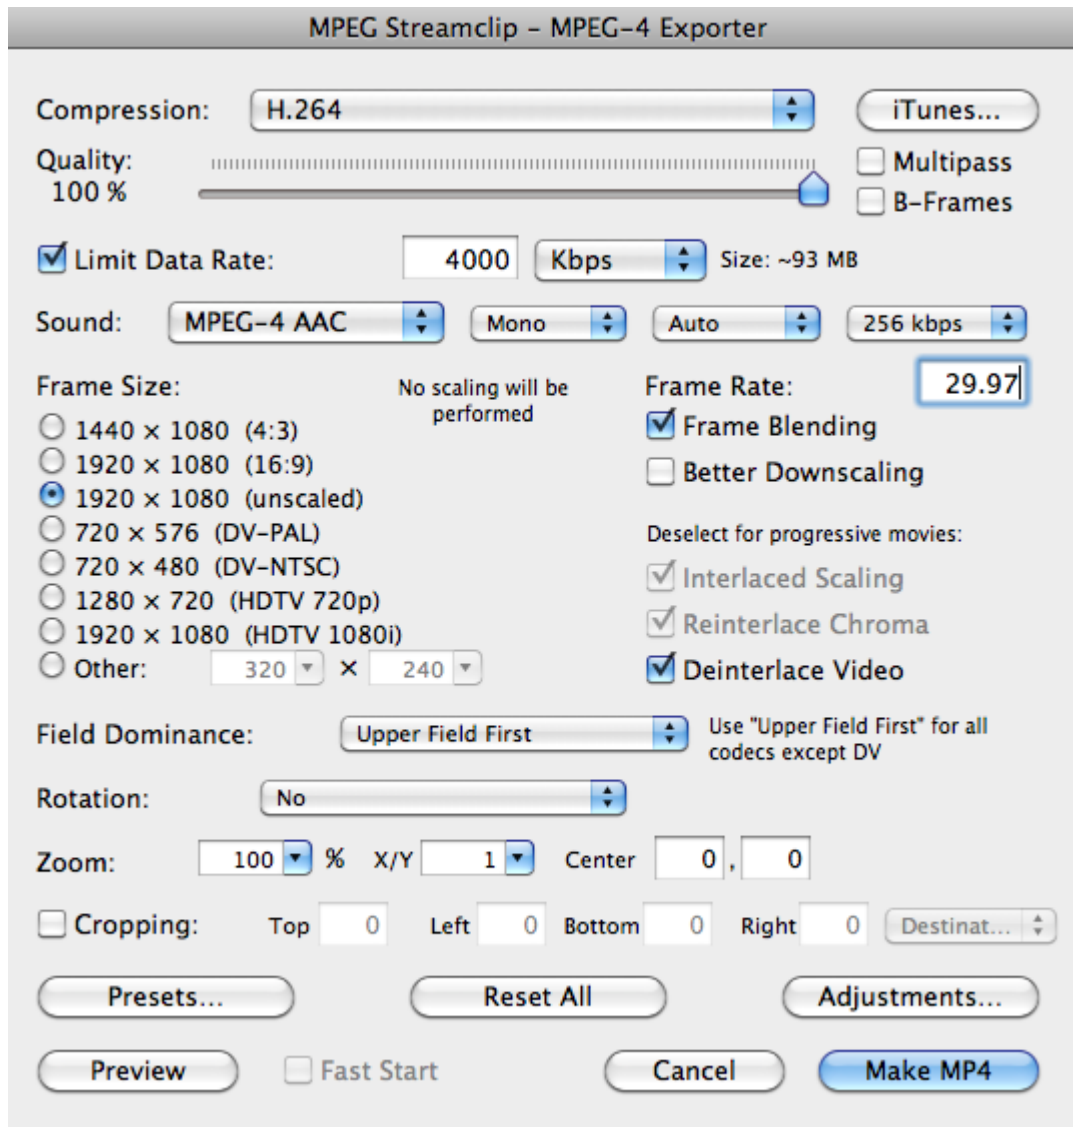 MPEG Streamclip – MPEG-4 Exporter
Compression: H.264 iTunes...
Quality: Multipass
100 % B-Frames
Limit Data Rate: 4000 Kbps Size: ~93 MB
Sound: MPEG-4 AAC Mono Auto 256 kbps
Frame Size:
No scaling will be
performed
1440 × 1080 (4:3)
1920 × 1080 (16:9)
1920 × 1080 (unscaled)
720 × 576 (DV-PAL)
720 × 480 (DV-NTSC)
1280 × 720 (HDTV 720p)
1920 × 1080 (HDTV 1080i)
Other: 320 × 240
Frame Rate: 29.97
Frame Blending
Better Downscaling
Deselect for progressive movies:
Interlaced Scaling
Reinterlace Chroma
Deinterlace Video
Field Dominance: Upper Field First
Use "Upper Field First" for all
codecs except DV
Rotation: No
Zoom: 100 % X/Y 1 Center 0 , 0
Cropping: Top 0 Left 0 Bottom 0 Right 0 Destinat...
Presets... Reset All Adjustments...
Preview Fast Start Cancel Make MP4